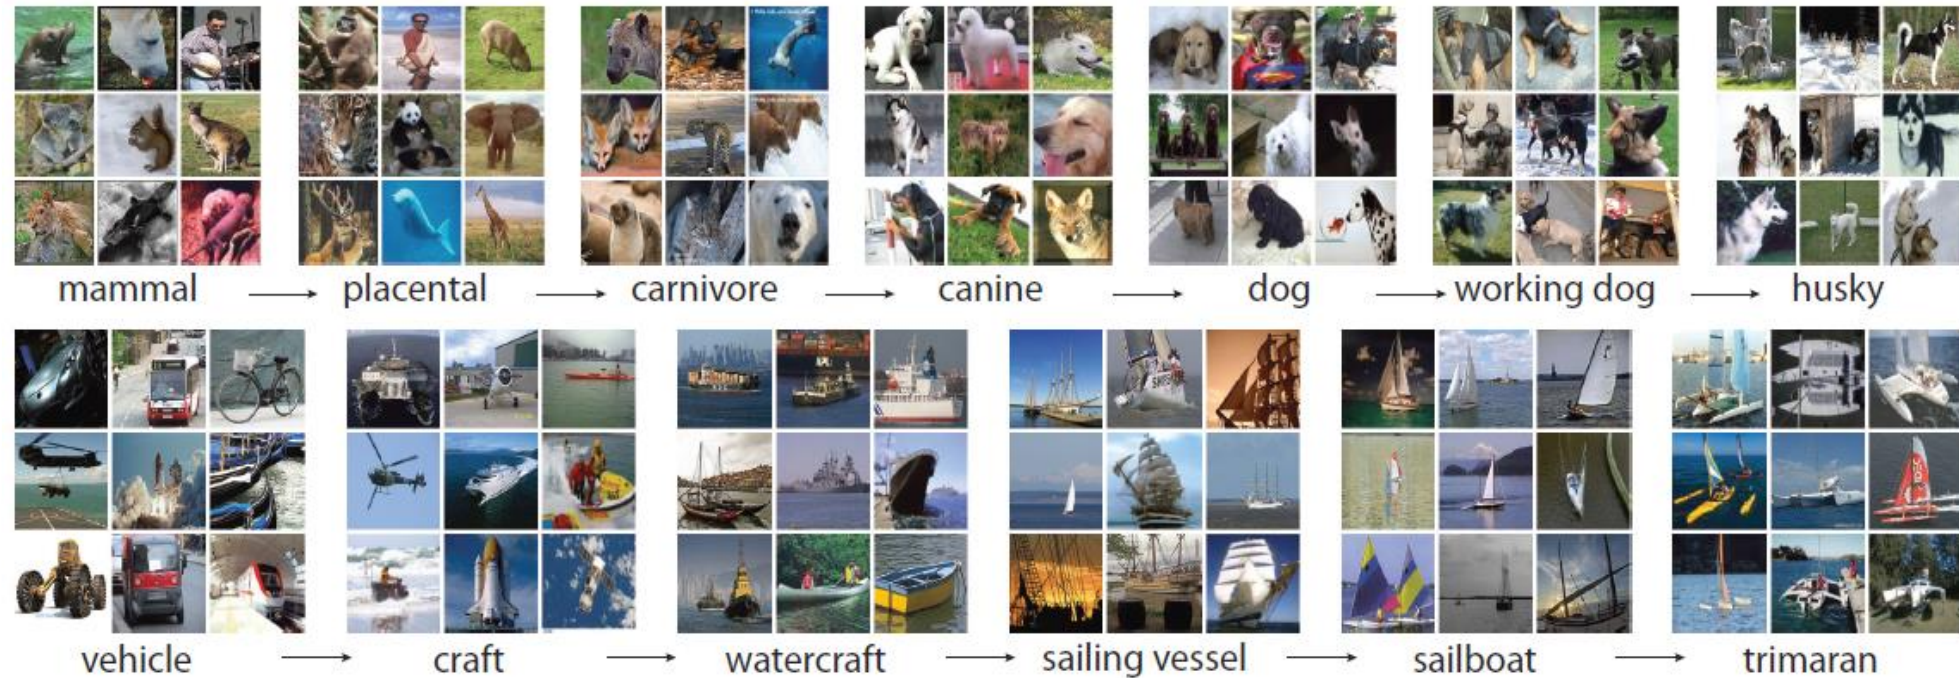 mammal → placental → carnivore → canine → dog → working dog → husky
vehicle → craft → watercraft → sailing vessel → sailboat → trimaran